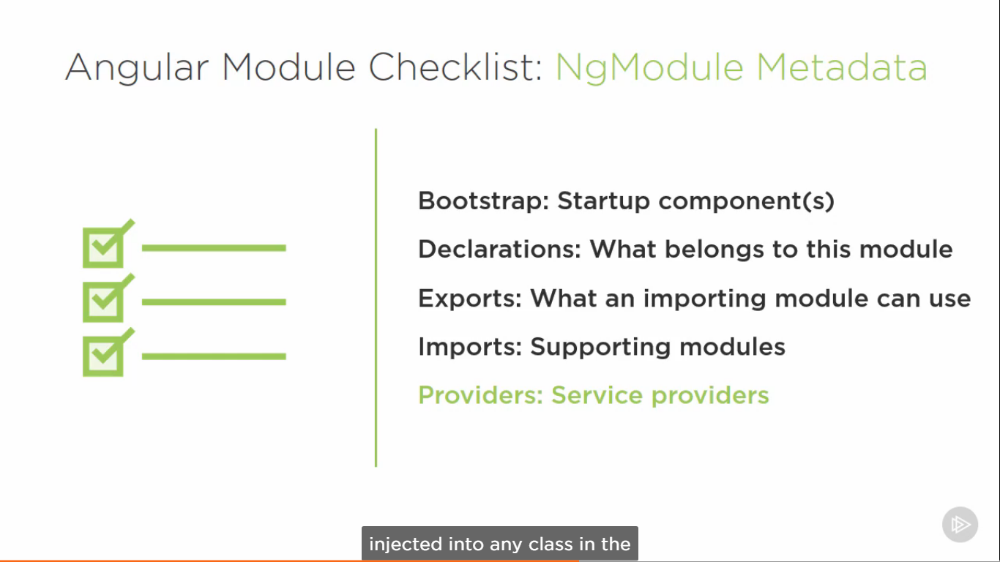 Angular Module Checklist: NgModule Metadata
Bootstrap: Startup component(s)
Declarations: What belongs to this module
Exports: What an importing module can use
Imports: Supporting modules
Providers: Service providers
injected into any class in the